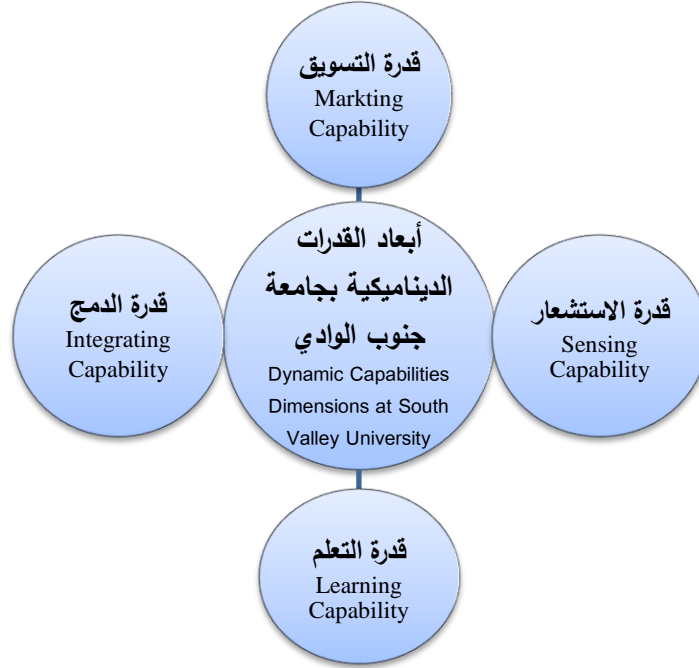 قدرة التسويق
Markting
Capability
أبعاد القدرات
الديناميكية بجامعة
جنوب الوادي
Dynamic Capabilities
Dimensions at South
Valley University
قدرة الاستشعار
Sensing
Capability
قدرة الدمج
Integrating
Capability
قدرة التعلم
Learning
Capability